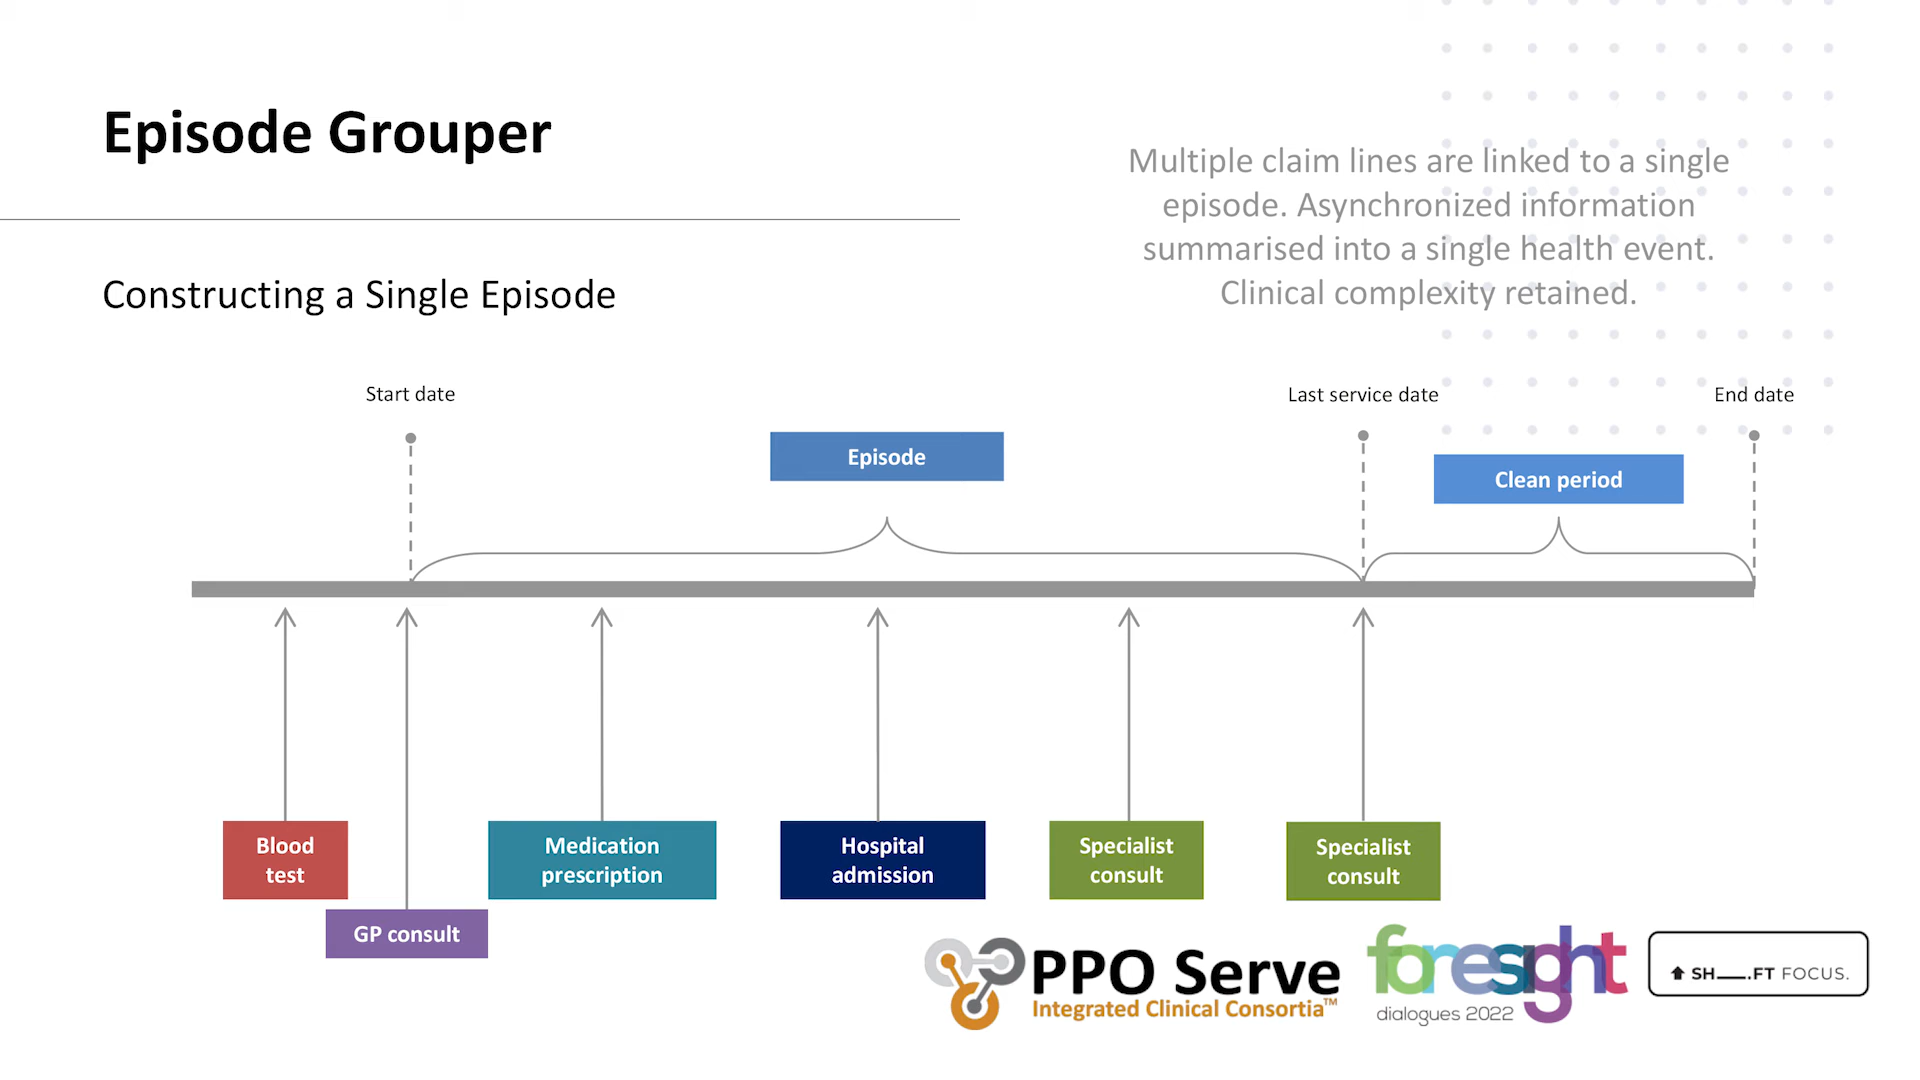 Episode Grouper
Multiple claim lines are linked to a single
episode. Asynchronized information
summarised into a single health event.
Clinical complexity retained.
Constructing a Single Episode
Start date
Last service date
End date
Episode
Clean period
Blood
test
GP consult
Medication
prescription
Hospital
admission
Specialist
consult
Specialist
consult
PPO Serve
Integrated Clinical Consortia™
foresight
dialogues 2022
SH__.FT FOCUS.